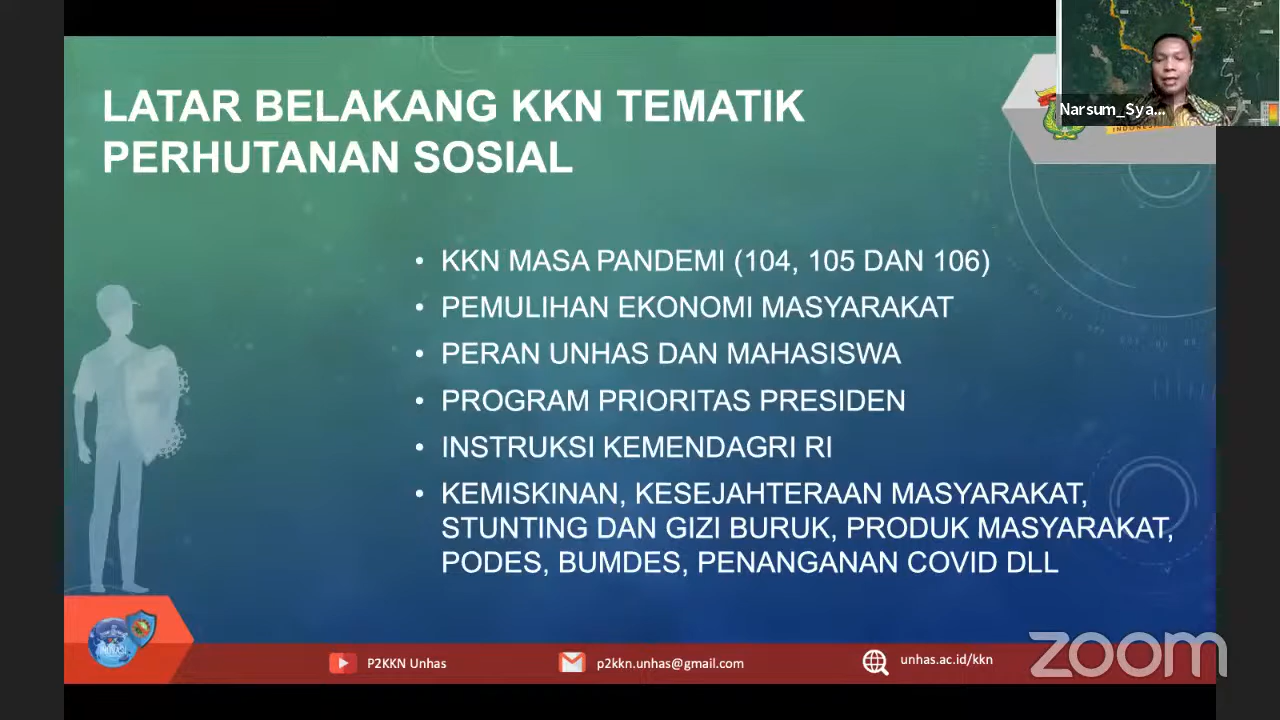 LATAR BELAKANG KKN TEMATIK
PERHUTANAN SOSIAL
Narsum_Sya...
• KKN MASA PANDEMI (104, 105 DAN 106)
• PEMULIHAN EKONOMI MASYARAKAT
• PERAN UNHAS DAN MAHASISWA
• PROGRAM PRIORITAS PRESIDEN
• INSTRUKSI KEMENDAGRI RI
• KEMISKINAN, KESEJAHTERAAN MASYARAKAT,
STUNTING DAN GIZI BURUK, PRODUK MASYARAKAT,
PODES, BUMDES, PENANGANAN COVID DLL
P2KKN Unhas
p2kkn.unhas@gmail.com
unhas.ac.id/kkn
zoom